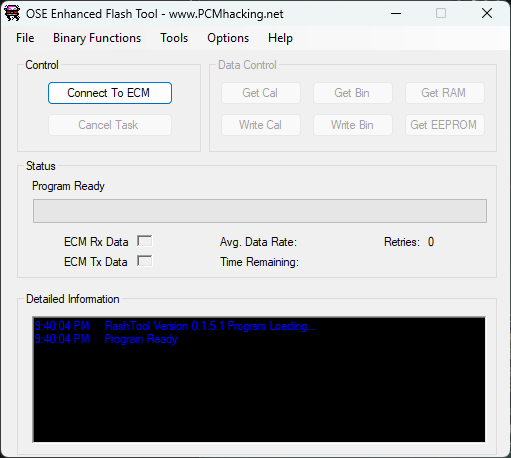 OSE Enhanced Flash Tool - www.PCMhacking.net
File Binary Functions Tools Options Help
Control
Connect To ECM
Cancel Task
Data Control
Get Cal Get Bin Get RAM
Write Cal Write Bin Get EEPROM
Status
Program Ready
ECM Rx Data Avg. Data Rate: Retries: 0
ECM Tx Data Time Remaining:
Detailed Information
9:40:04 PM FlashTool Version 0.1.5.1 Program Loading...
9:40:04 PM Program Ready